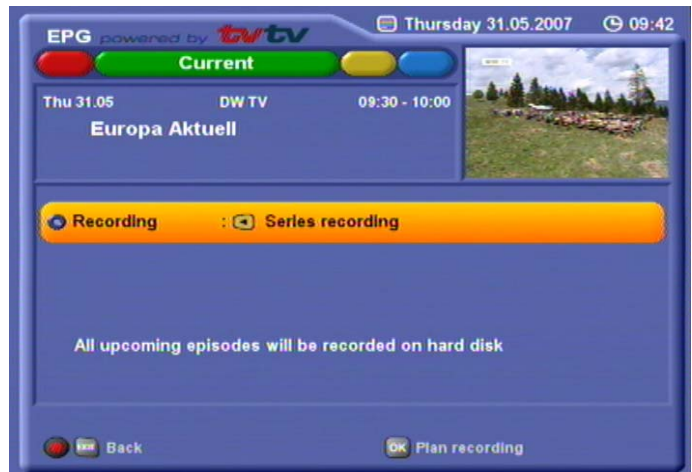 EPG powered by tvtv
Thursday 31.05.2007 09:42
Current
Thu 31.05 DW TV 09:30 - 10:00
Europa Aktuell
Recording : Series recording
All upcoming episodes will be recorded on hard disk
EXIT Back
OK Plan recording